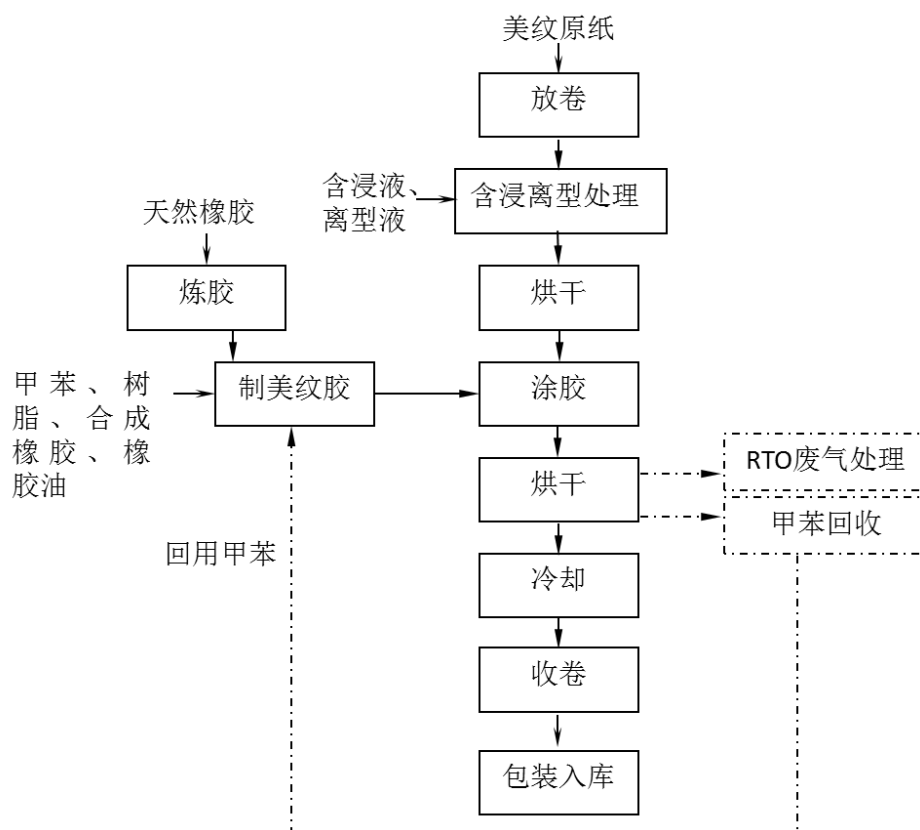 美纹原纸
放卷
含浸液、
离型液
含浸离型处理
天然橡胶
炼胶
烘干
甲苯、树
脂、合成
橡胶、橡
胶油
制美纹胶
涂胶
烘干
RTO废气处理
甲苯回收
回用甲苯
冷却
收卷
包装入库